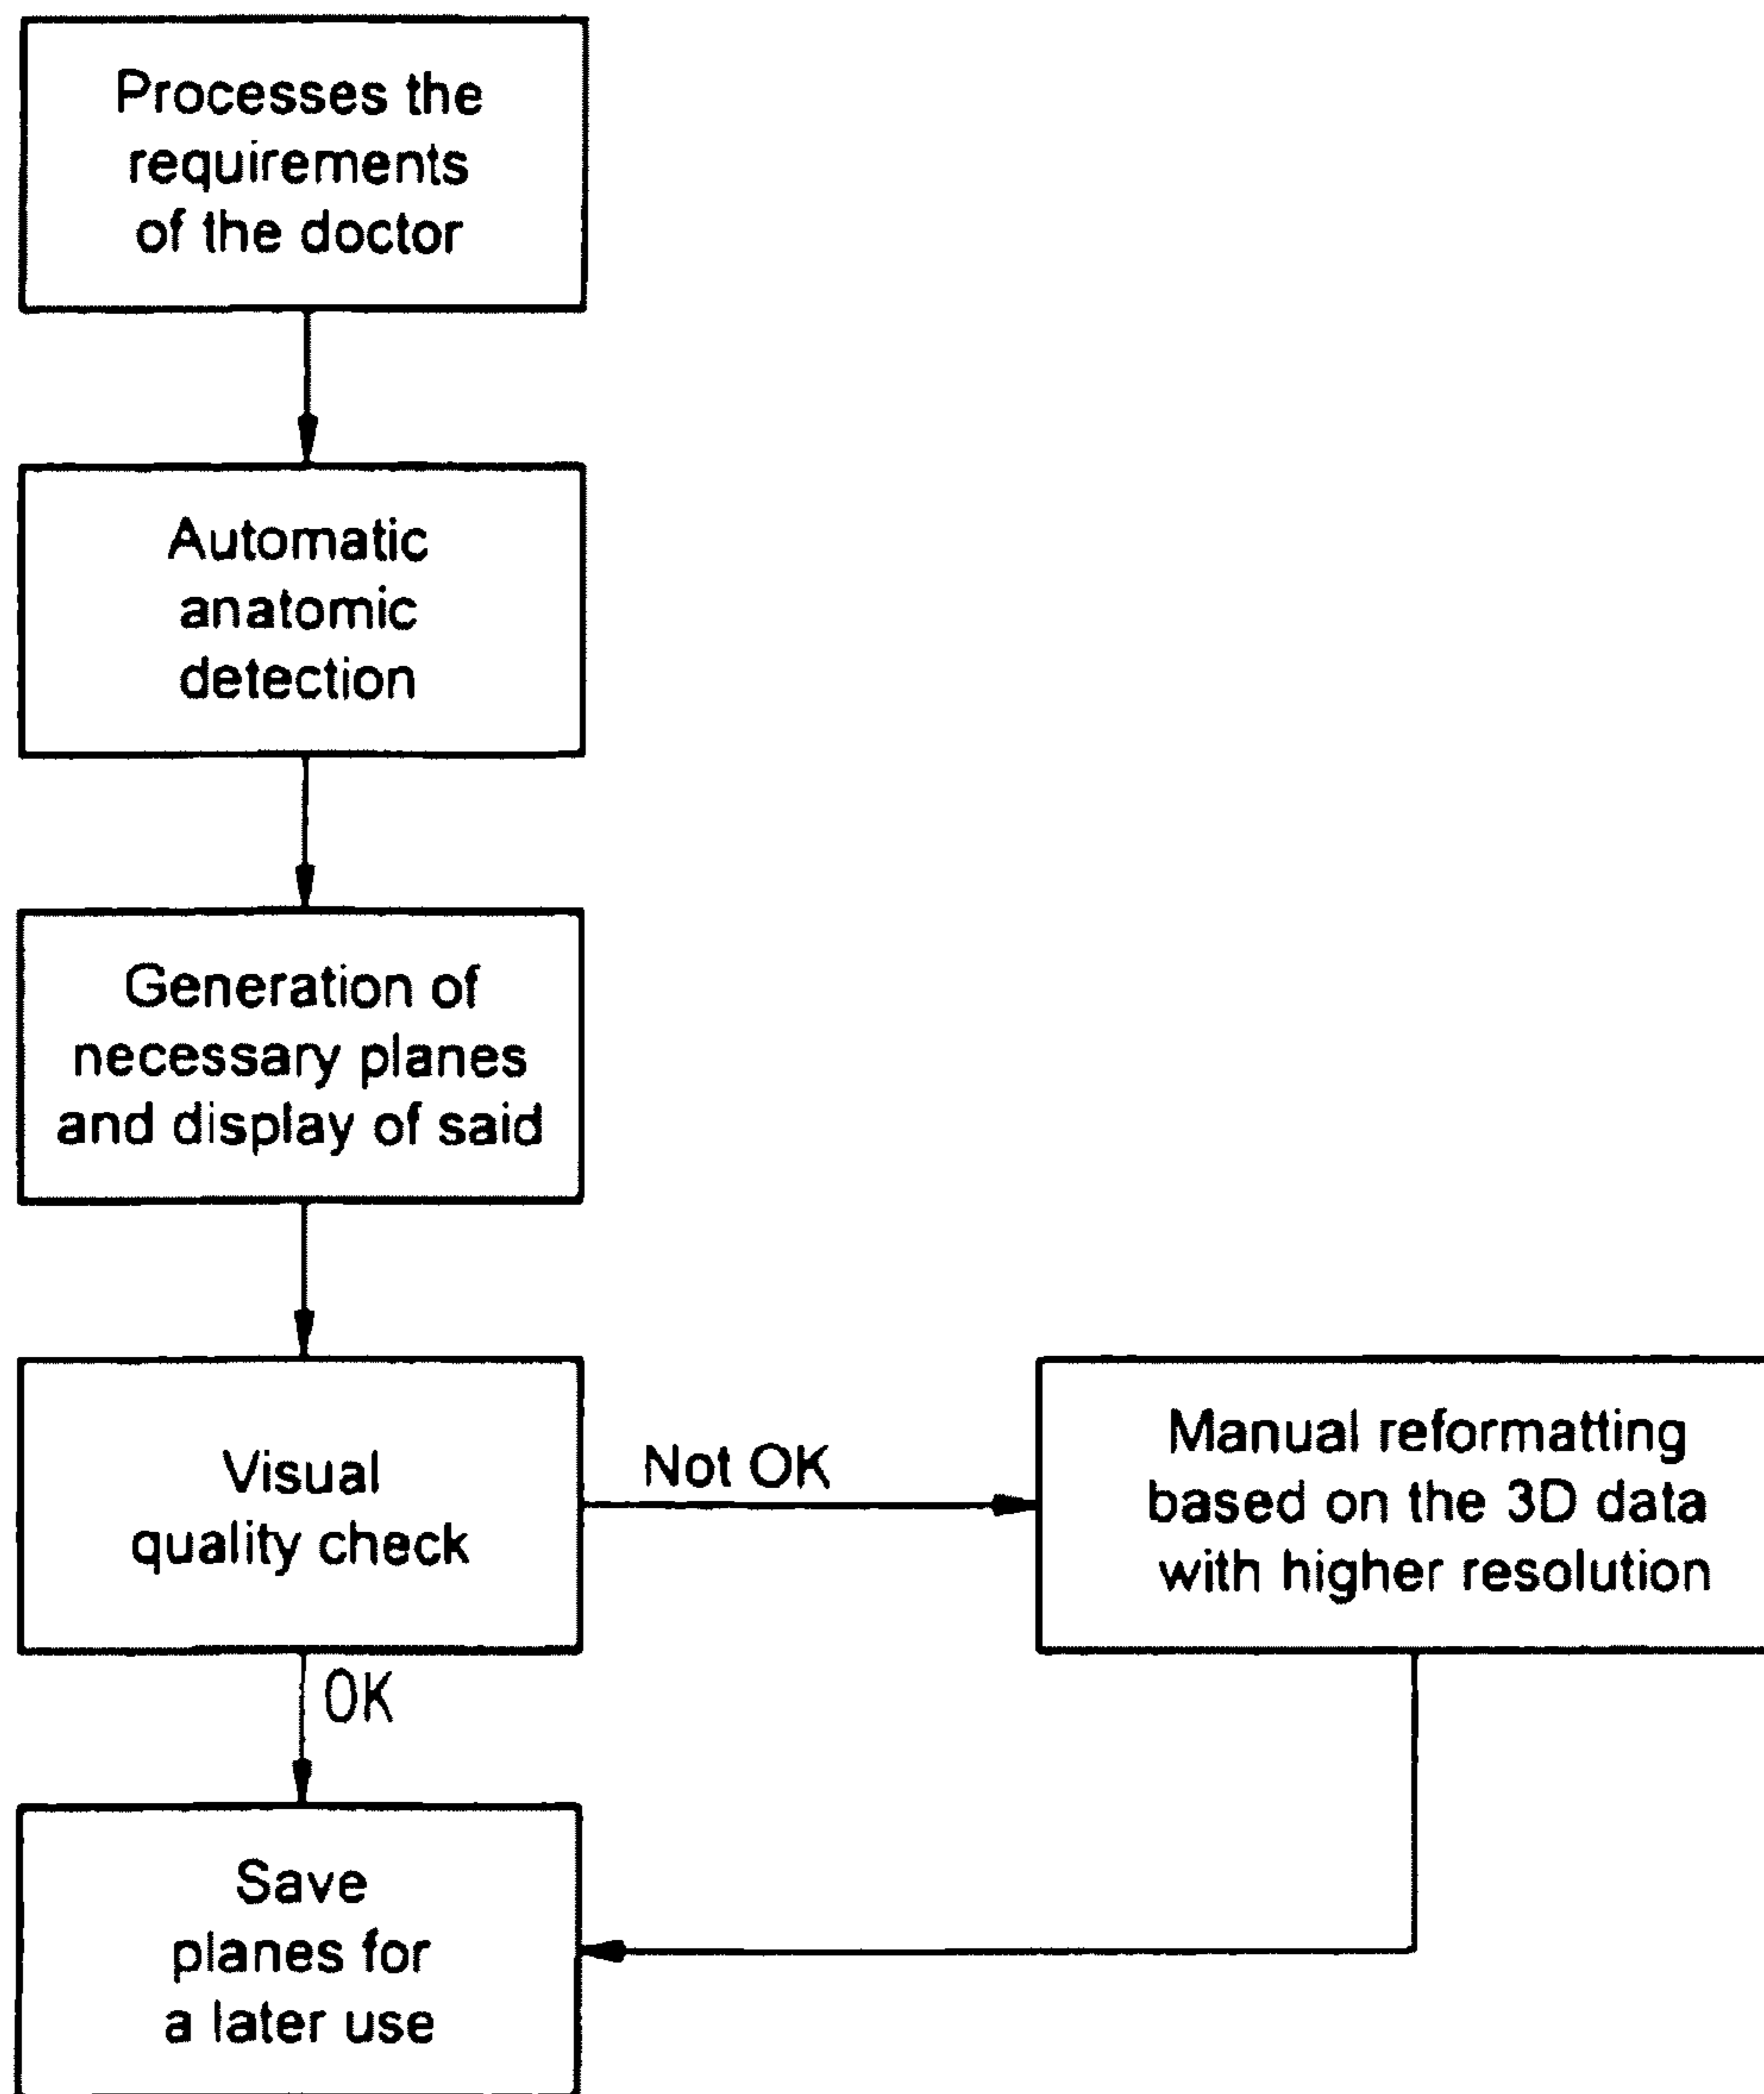 Processes the
requirements
of the doctor
Automatic
anatomic
detection
Generation of
necessary planes
and display of said
Visual
quality check
Not OK
Manual reformatting
based on the 3D data
with higher resolution
OK
Save
planes for
a later use